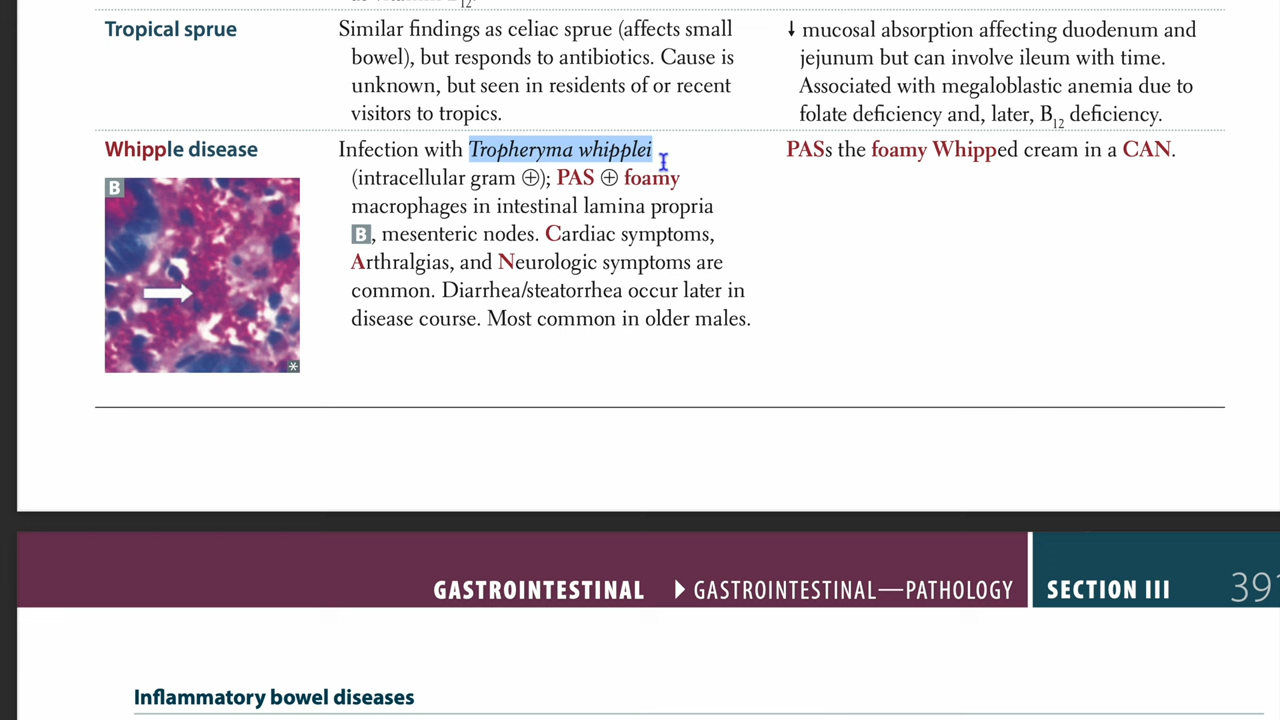 Tropical sprue
Similar findings as celiac sprue (affects small
bowel), but responds to antibiotics. Cause is
unknown, but seen in residents of or recent
visitors to tropics.
↓ mucosal absorption affecting duodenum and
jejunum but can involve ileum with time.
Associated with megaloblastic anemia due to
folate deficiency and, later, B12 deficiency.
Whipple disease
B
*
Infection with Tropheryma whipplei
(intracellular gram ⊕); PAS ⊕ foamy
macrophages in intestinal lamina propria
B, mesenteric nodes. Cardiac symptoms,
Arthralgias, and Neurologic symptoms are
common. Diarrhea/steatorrhea occur later in
disease course. Most common in older males.
PASs the foamy Whipped cream in a CAN.
GASTROINTESTINAL ▶ GASTROINTESTINAL—PATHOLOGY SECTION III
Inflammatory bowel diseases